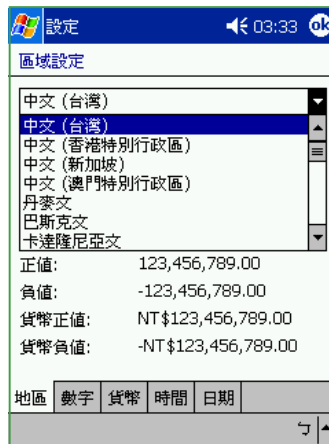 設定 03:33 ok
區域設定
中文 (台灣)
中文 (台灣)
中文 (香港特別行政區)
中文 (新加坡)
中文 (澳門特別行政區)
丹麥文
巴斯克文
卡達隆尼亞文
正值: 123,456,789.00
負值: -123,456,789.00
貨幣正值: NT$123,456,789.00
貨幣負值: -NT$123,456,789.00
地區 數字 貨幣 時間 日期
ㄅ